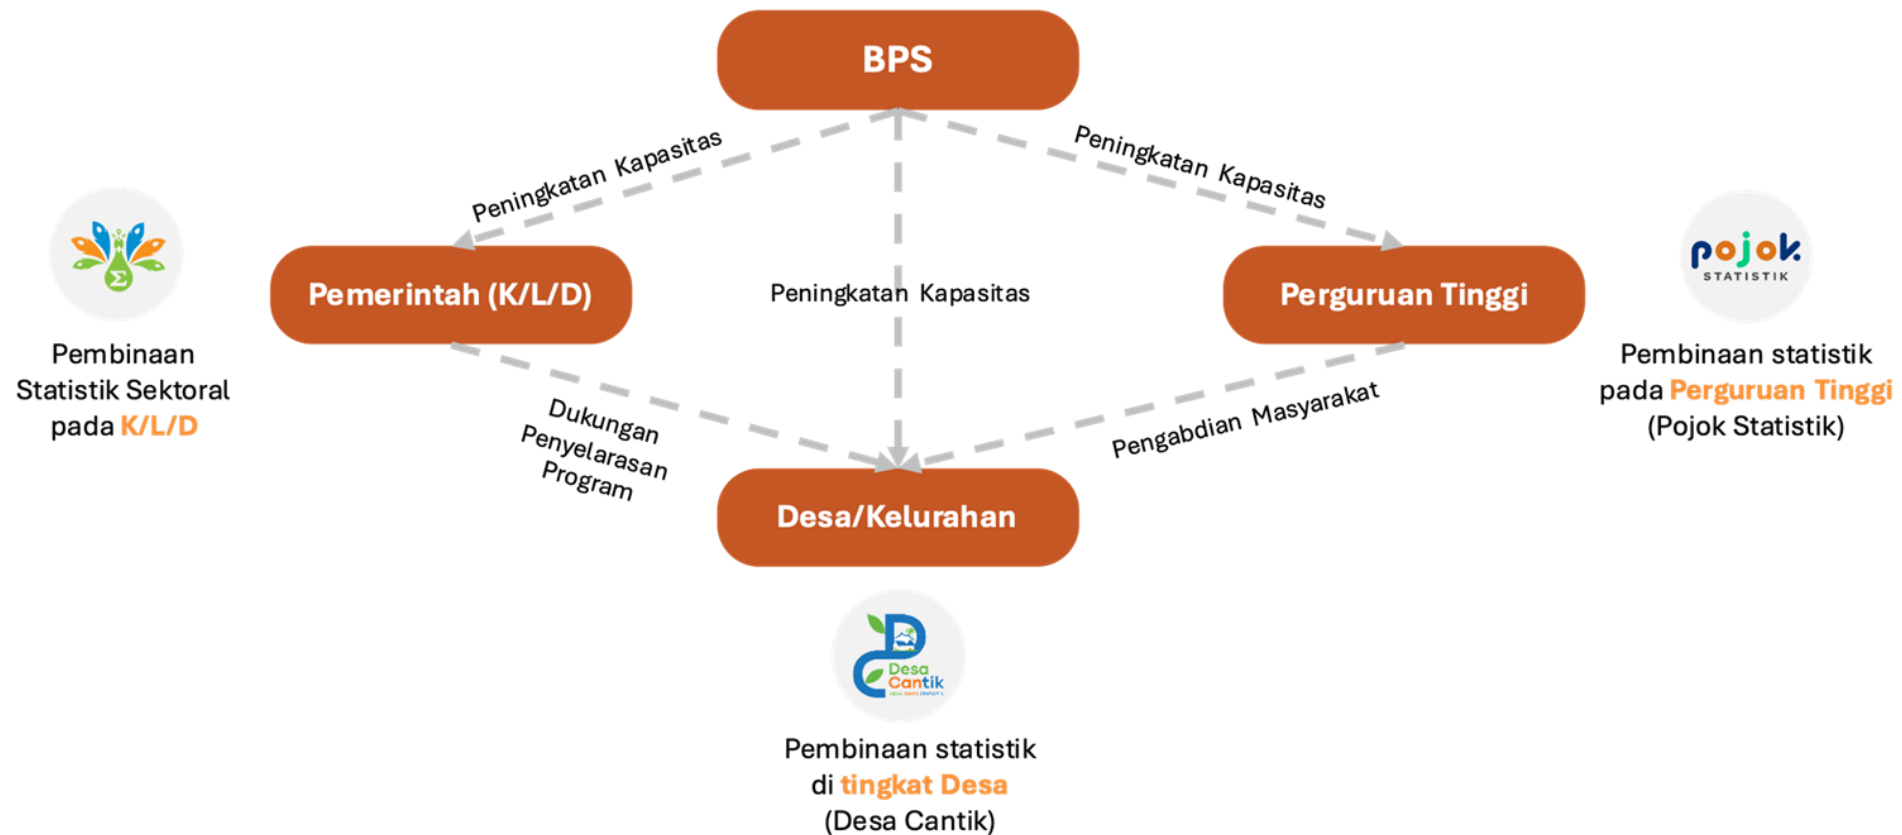 BPS
Peningkatan Kapasitas
Peningkatan Kapasitas
Pemerintah (K/L/D)
Peningkatan Kapasitas
Perguruan Tinggi
pojok
STATISTIK
Pembinaan
Statistik Sektoral
pada K/L/D
Pembinaan statistik
pada Perguruan Tinggi
(Pojok Statistik)
Dukungan
Penyelarasan
Program
Pengabdian Masyarakat
Desa/Kelurahan
Desa
Cantik
Pembinaan statistik
di tingkat Desa
(Desa Cantik)